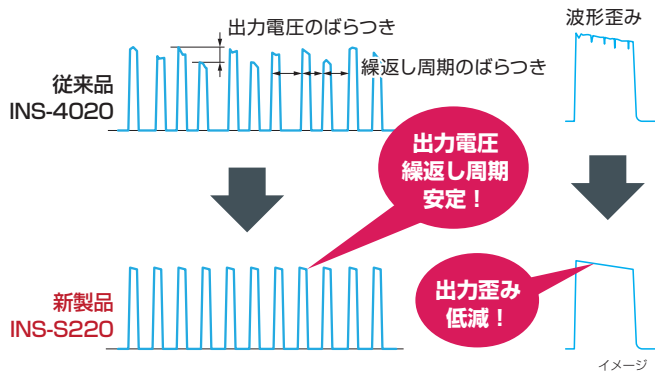 出力電圧のばらつき
波形歪み
繰返し周期のばらつき
従来品
INS-4020
出力電圧
繰返し周期
安定！
新製品
INS-S220
出力歪み
低減！
イメージ